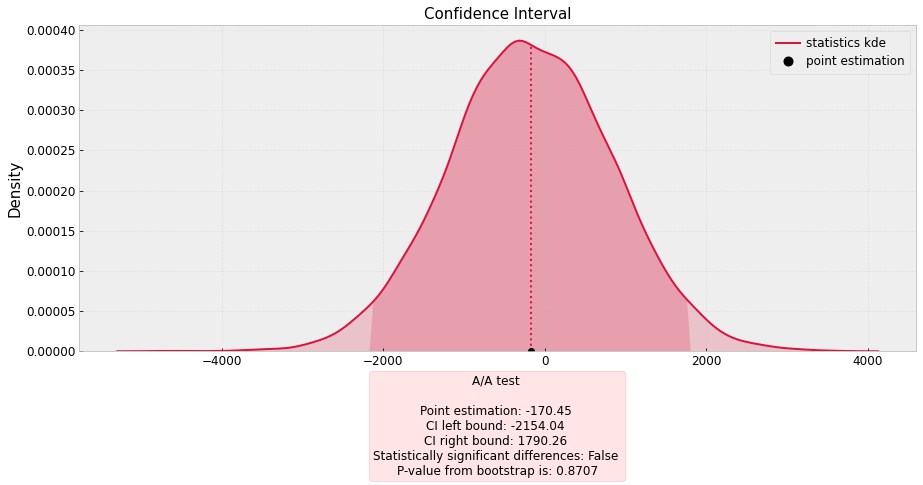 Confidence Interval
statistics kde
point estimation
Density
0.00040
0.00035
0.00030
0.00025
0.00020
0.00015
0.00010
0.00005
0.00000
−4000
−2000
0
2000
4000
A/A test
Point estimation: -170.45
CI left bound: -2154.04
CI right bound: 1790.26
Statistically significant differences: False
P-value from bootstrap is: 0.8707